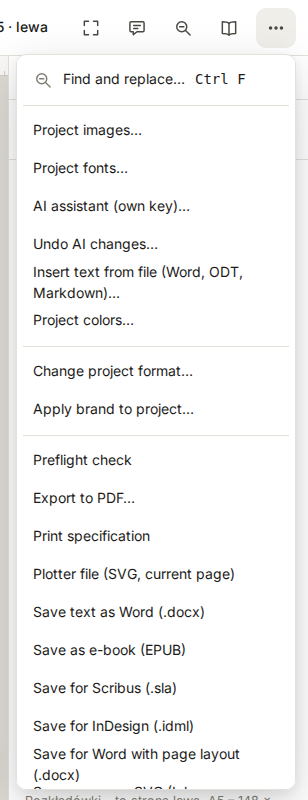 5 · lewa
Find and replace... Ctrl F
Project images...
Project fonts...
AI assistant (own key)...
Undo AI changes...
Insert text from file (Word, ODT,
Markdown)...
Project colors...
Change project format...
Apply brand to project...
Preflight check
Export to PDF...
Print specification
Plotter file (SVG, current page)
Save text as Word (.docx)
Save as e-book (EPUB)
Save for Scribus (.sla)
Save for InDesign (.idml)
Save for Word with page layout
(.docx)